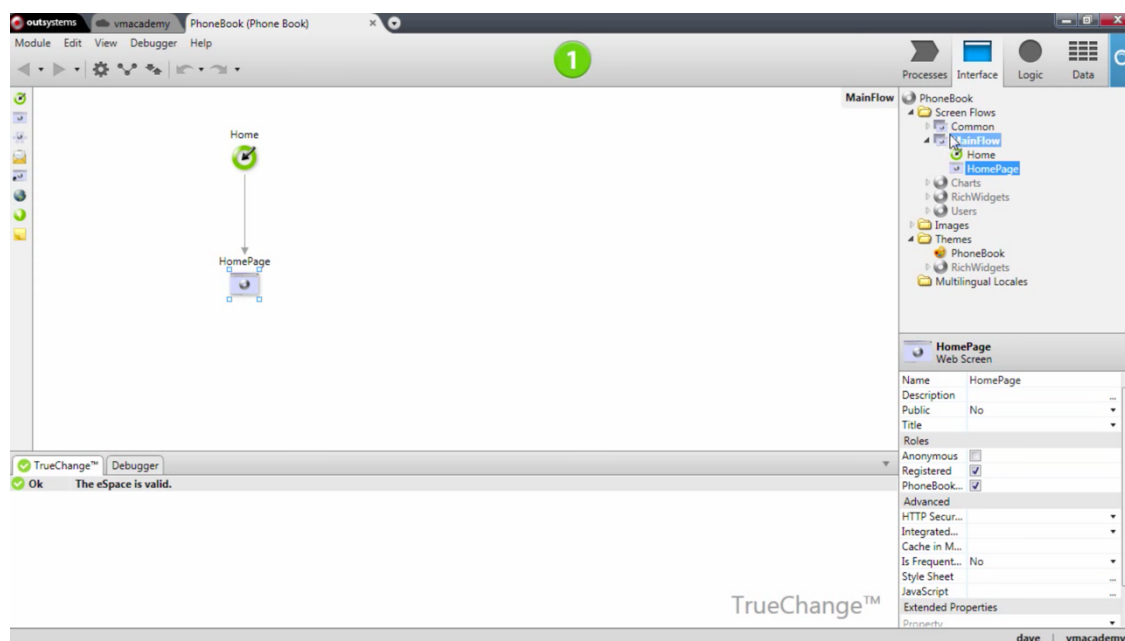 outsystems vmacademy PhoneBook (Phone Book) ×
Module Edit View Debugger Help
1
Processes Interface Logic Data
MainFlow
Home
HomePage
PhoneBook
Screen Flows
Common
MainFlow
Home
HomePage
Charts
RichWidgets
Users
Images
Themes
PhoneBook
RichWidgets
Multilingual Locales
HomePage
Web Screen
Name HomePage
Description ...
Public No
Title
Roles
Anonymous
Registered
PhoneBook...
Advanced
HTTP Secur...
Integrated...
Cache in M...
Is Frequent... No
Style Sheet ...
JavaScript ...
Extended Properties
Property
TrueChange™ Debugger
Ok The eSpace is valid.
TrueChange™
dave | vmacademy